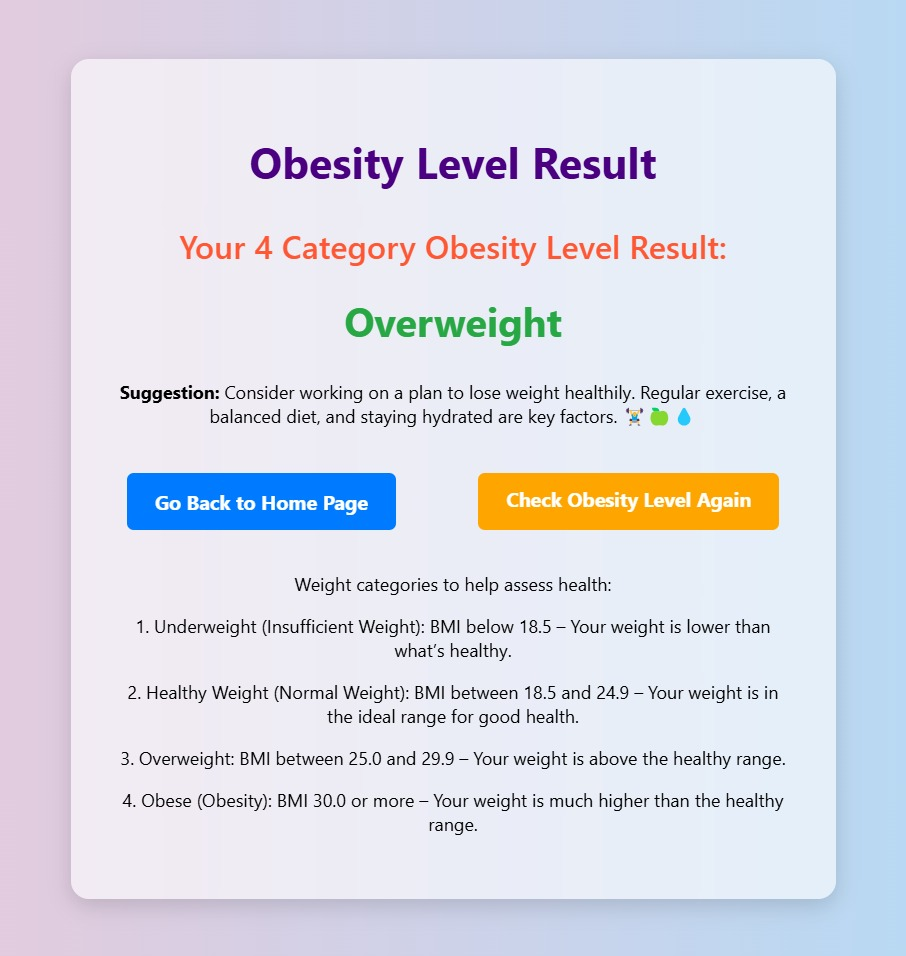 Obesity Level Result
Your 4 Category Obesity Level Result:
Overweight
Suggestion: Consider working on a plan to lose weight healthily. Regular exercise, a
balanced diet, and staying hydrated are key factors. 🏋️ 🍏 💧
Go Back to Home Page
Check Obesity Level Again
Weight categories to help assess health:
1. Underweight (Insufficient Weight): BMI below 18.5 – Your weight is lower than
what’s healthy.
2. Healthy Weight (Normal Weight): BMI between 18.5 and 24.9 – Your weight is in
the ideal range for good health.
3. Overweight: BMI between 25.0 and 29.9 – Your weight is above the healthy range.
4. Obese (Obesity): BMI 30.0 or more – Your weight is much higher than the healthy
range.